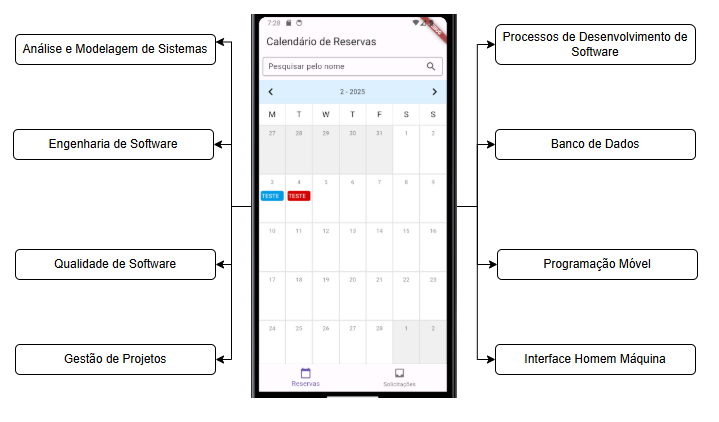 Análise e Modelagem de Sistemas
Engenharia de Software
Qualidade de Software
Gestão de Projetos
7:28
Calendário de Reservas
Pesquisar pelo nome
2 - 2025
M T W T F S S
27 28 29 30 31 1 2
3 4 5 6 7 8 9
TESTE TESTE
10 11 12 13 14 15 16
17 18 19 20 21 22 23
24 25 26 27 28 1 2
Reservas
Solicitações
Processos de Desenvolvimento de
Software
Banco de Dados
Programação Móvel
Interface Homem Máquina